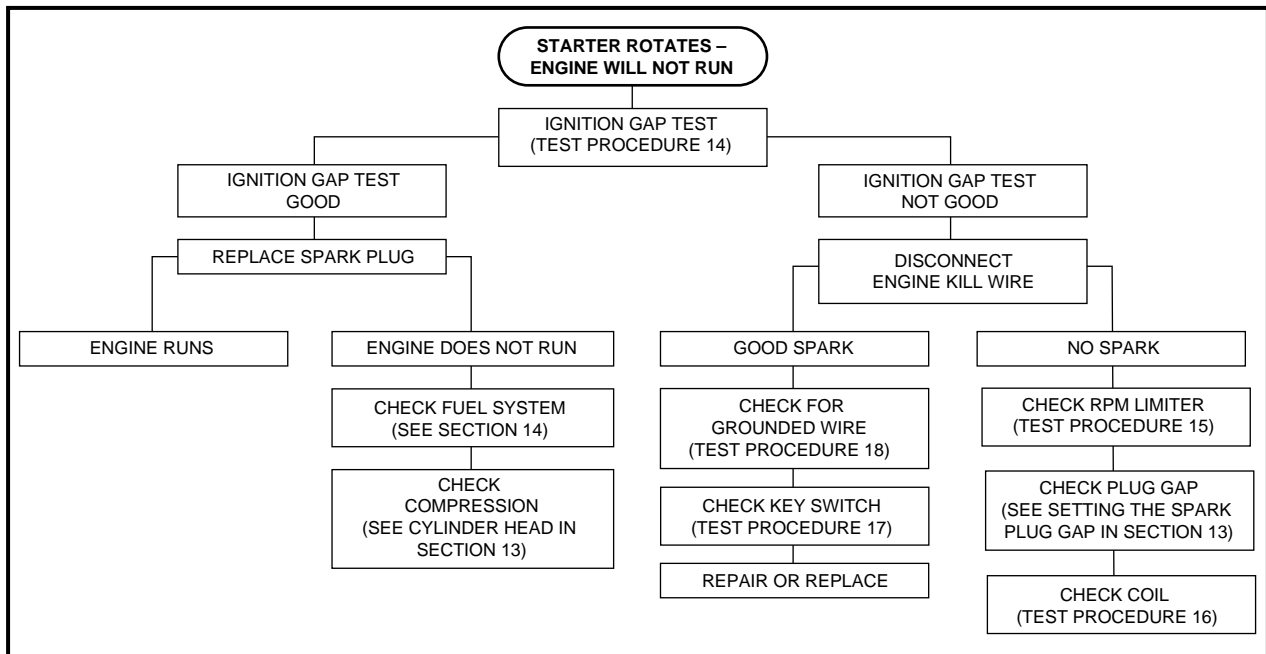 STARTER ROTATES –
ENGINE WILL NOT RUN
IGNITION GAP TEST
(TEST PROCEDURE 14)
IGNITION GAP TEST
GOOD
IGNITION GAP TEST
NOT GOOD
REPLACE SPARK PLUG
DISCONNECT
ENGINE KILL WIRE
ENGINE RUNS
ENGINE DOES NOT RUN
GOOD SPARK
NO SPARK
CHECK FUEL SYSTEM
(SEE SECTION 14)
CHECK FOR
GROUNDED WIRE
(TEST PROCEDURE 18)
CHECK RPM LIMITER
(TEST PROCEDURE 15)
CHECK
COMPRESSION
(SEE CYLINDER HEAD IN
SECTION 13)
CHECK KEY SWITCH
(TEST PROCEDURE 17)
CHECK PLUG GAP
(SEE SETTING THE SPARK
PLUG GAP IN SECTION 13)
REPAIR OR REPLACE
CHECK COIL
(TEST PROCEDURE 16)